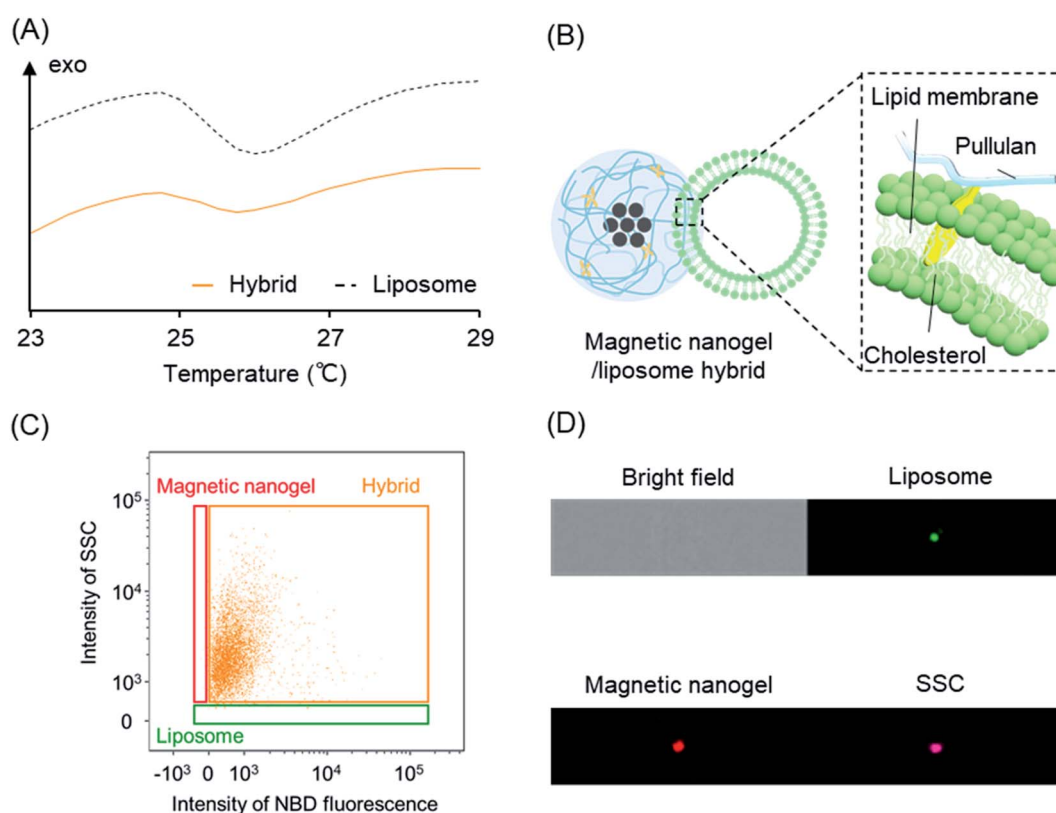 (A)
exo
Hybrid
Liposome
23
25
27
29
Temperature (℃)
(B)
Lipid membrane
Pullulan
Cholesterol
Magnetic nanogel
/liposome hybrid
(C)
Magnetic nanogel
Hybrid
Liposome
10⁵
10⁴
10³
0
Intensity of SSC
-10³
0
10³
10⁴
10⁵
Intensity of NBD fluorescence
(D)
Bright field
Liposome
Magnetic nanogel
SSC